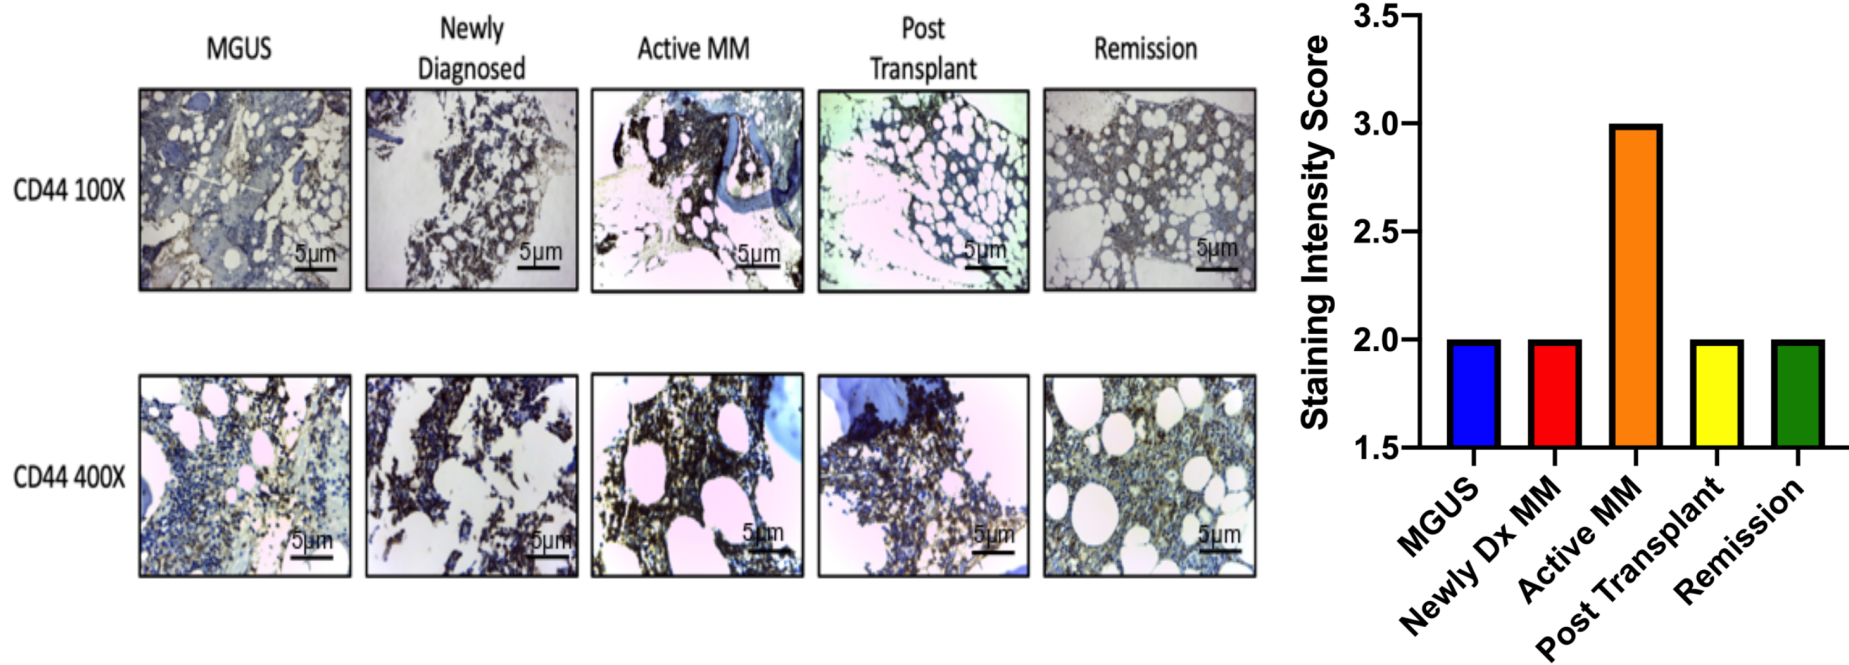 MGUS
Newly
Diagnosed
Active MM
Post
Transplant
Remission
CD44 100X
5µm
5µm
5µm
5µm
5µm
CD44 400X
5µm
5µm
5µm
5µm
5µm
Staining Intensity Score
3.5
3.0
2.5
2.0
1.5
MGUS
Newly Dx MM
Active MM
Post Transplant
Remission